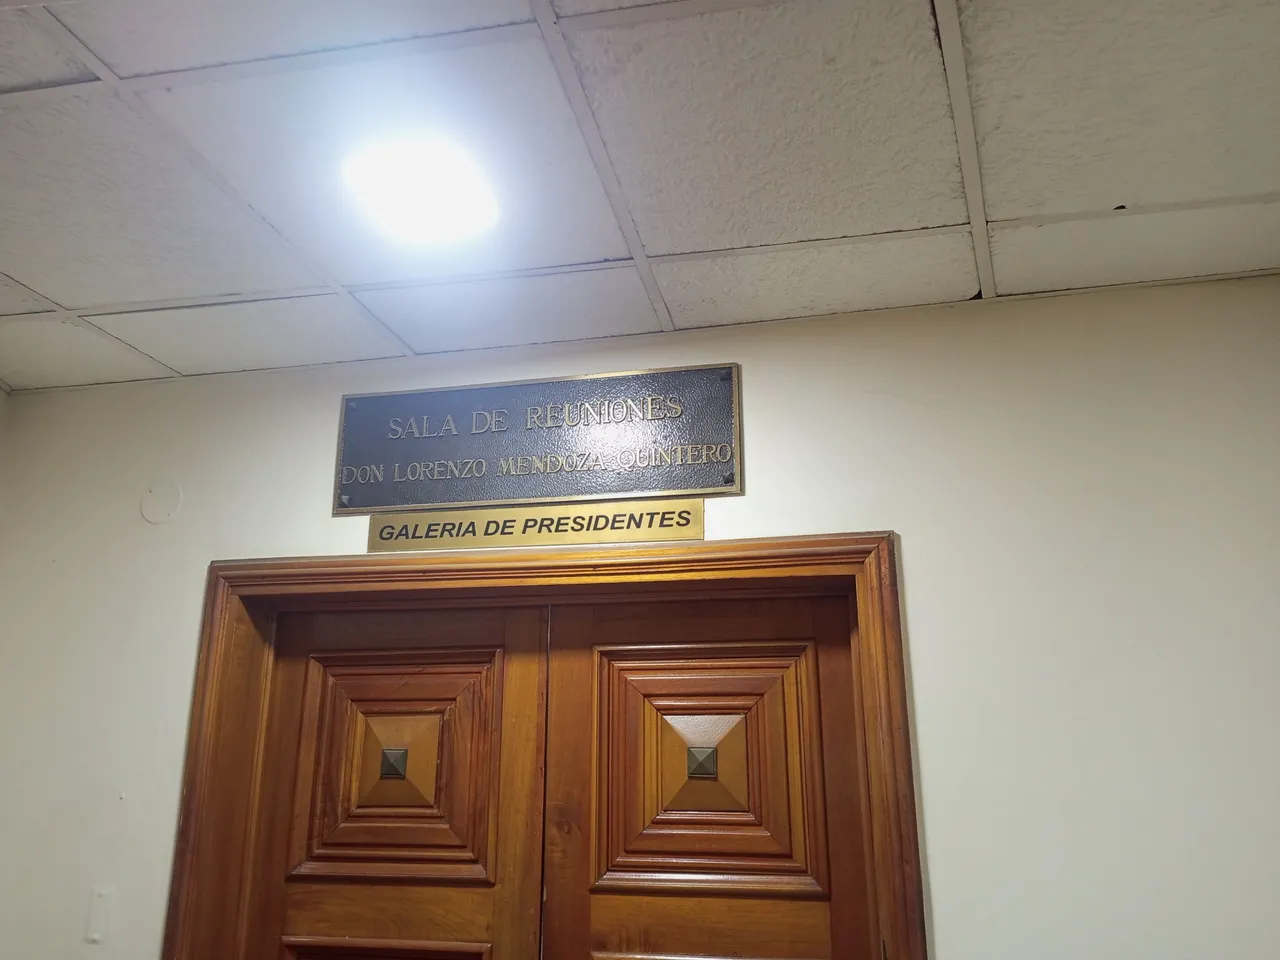 SALA DE REUNIONES
DON LORENZO MENDOZA QUINTERO
GALERIA DE PRESIDENTES